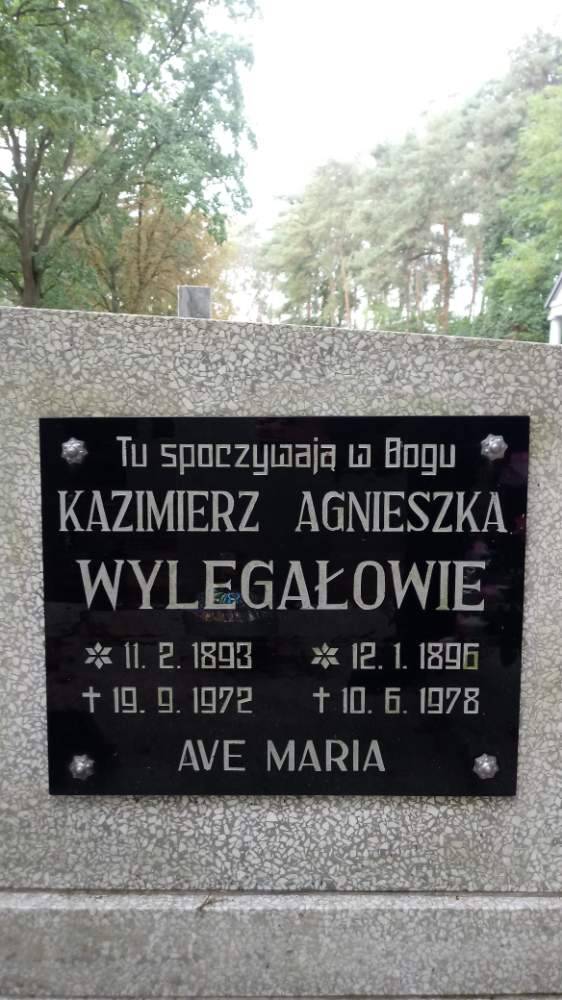 Tu spoczywają w Bogu
KAZIMIERZ AGNIESZKA
WYLEGAŁOWIE
✲ 11. 2. 1893 ✲ 12. 1. 1896
† 19. 9. 1972 † 10. 6. 1978
AVE MARIA